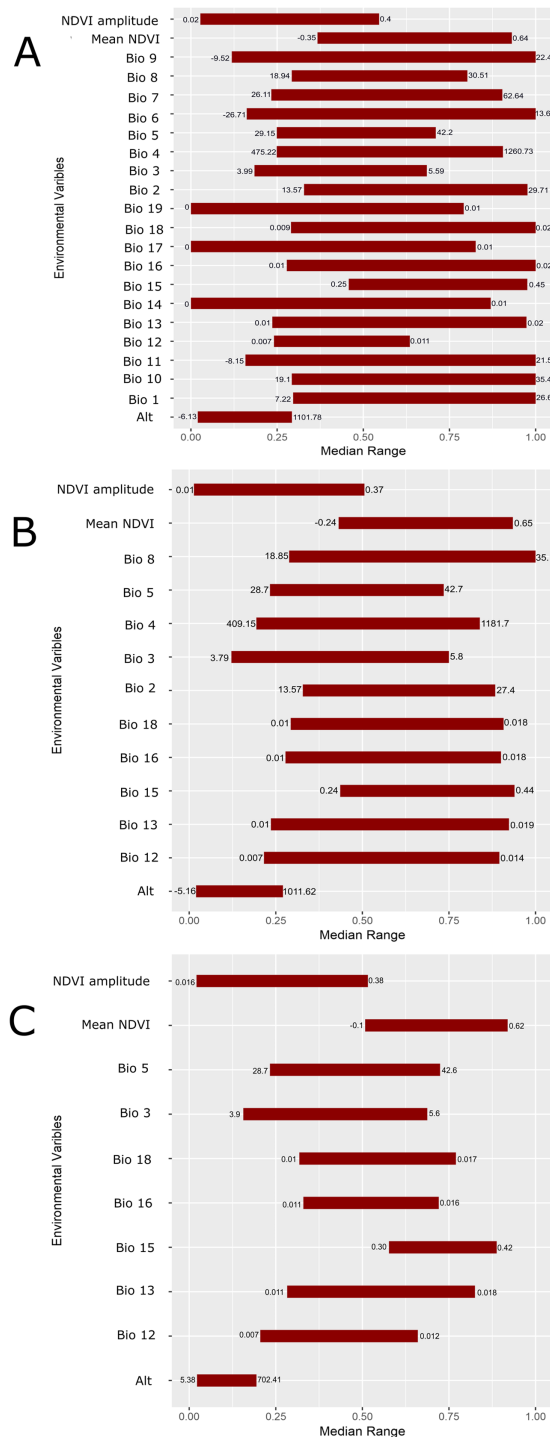 A
Environmental Varibles
NDVI amplitude 0.02 0.4
Mean NDVI -0.35 0.64
Bio 9 -9.52 22.4
Bio 8 18.94 30.51
Bio 7 26.11 62.64
Bio 6 -26.71 13.6
Bio 5 29.15 42.2
Bio 4 475.22 1260.73
Bio 3 3.99 5.59
Bio 2 13.57 29.71
Bio 19 0 0.01
Bio 18 0.009 0.02
Bio 17 0 0.01
Bio 16 0.01 0.02
Bio 15 0.25 0.45
Bio 14 0 0.01
Bio 13 0.01 0.02
Bio 12 0.007 0.011
Bio 11 -8.15 21.5
Bio 10 19.1 35.4
Bio 1 7.22 26.6
Alt -6.13 1101.78
0.00 0.25 0.50 0.75 1.00
Median Range
B
Environmental Varibles
NDVI amplitude 0.01 0.37
Mean NDVI -0.24 0.65
Bio 8 18.85 35.
Bio 5 28.7 42.7
Bio 4 409.15 1181.7
Bio 3 3.79 5.8
Bio 2 13.57 27.4
Bio 18 0.01 0.018
Bio 16 0.01 0.018
Bio 15 0.24 0.44
Bio 13 0.01 0.019
Bio 12 0.007 0.014
Alt -5.16 1011.62
0.00 0.25 0.50 0.75 1.00
Median Range
C
Environmental Varibles
NDVI amplitude 0.016 0.38
Mean NDVI -0.1 0.62
Bio 5 28.7 42.6
Bio 3 3.9 5.6
Bio 18 0.01 0.017
Bio 16 0.011 0.016
Bio 15 0.30 0.42
Bio 13 0.011 0.018
Bio 12 0.007 0.012
Alt 5.38 702.41
0.00 0.25 0.50 0.75 1.00
Median Range